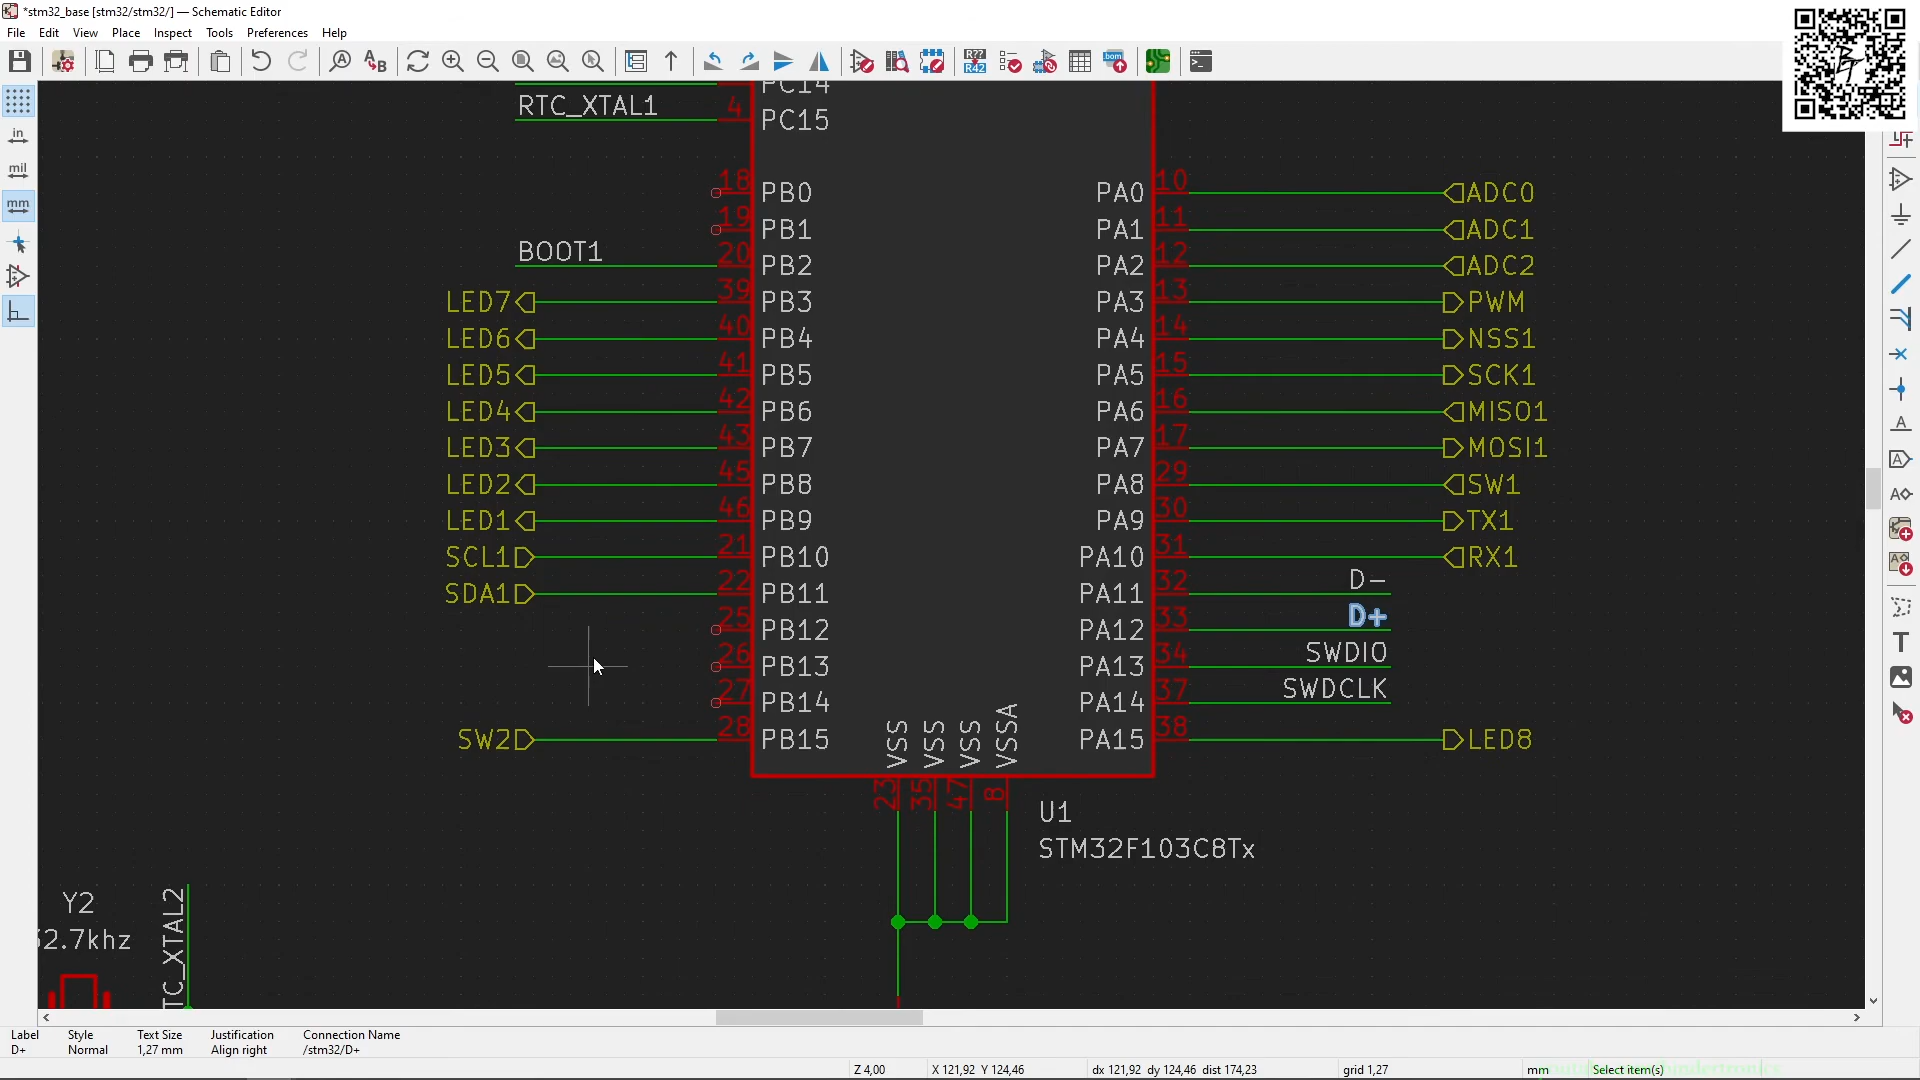 *stm32_base [stm32/stm32/] — Schematic Editor
File Edit View Place Inspect Tools Preferences Help
in
mil
mm
PC14
RTC_XTAL1 4 PC15
18 PB0 PA0 10 ADC0
19 PB1 PA1 11 ADC1
BOOT1 20 PB2 PA2 12 ADC2
LED7 39 PB3 PA3 13 PWM
LED6 40 PB4 PA4 14 NSS1
LED5 41 PB5 PA5 15 SCK1
LED4 42 PB6 PA6 16 MISO1
LED3 43 PB7 PA7 17 MOSI1
LED2 45 PB8 PA8 29 SW1
LED1 46 PB9 PA9 30 TX1
SCL1 21 PB10 PA10 31 RX1
SDA1 22 PB11 PA11 32 D-
25 PB12 PA12 33 D+
26 PB13 PA13 34 SWDIO
27 PB14 PA14 37 SWDCLK
SW2 28 PB15 PA15 38 LED8
VSS VSS VSS VSSA
23 35 47 8
U1
STM32F103C8Tx
Y2
2.7khz
TC_XTAL2
Label Style Text Size Justification Connection Name
D+ Normal 1,27 mm Align right /stm32/D+
Z 4,00 X 121,92 Y 124,46 dx 121,92 dy 124,46 dist 174,23 grid 1,27 mm Select item(s)